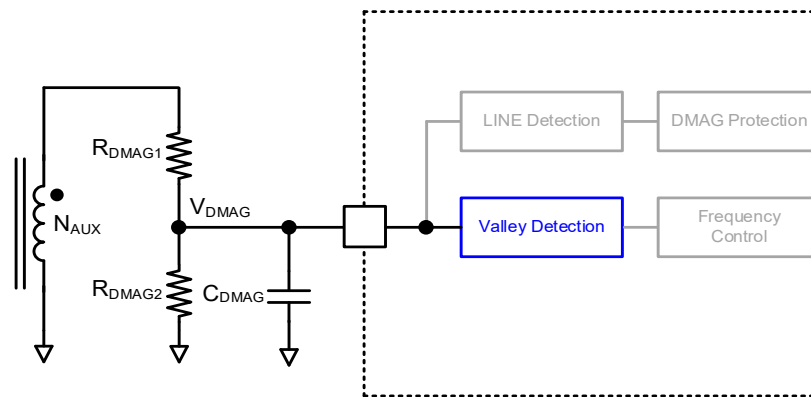 LINE Detection
DMAG Protection
RDMAG1
VDMAG
NAUX
Valley Detection
Frequency
Control
RDMAG2
CDMAG